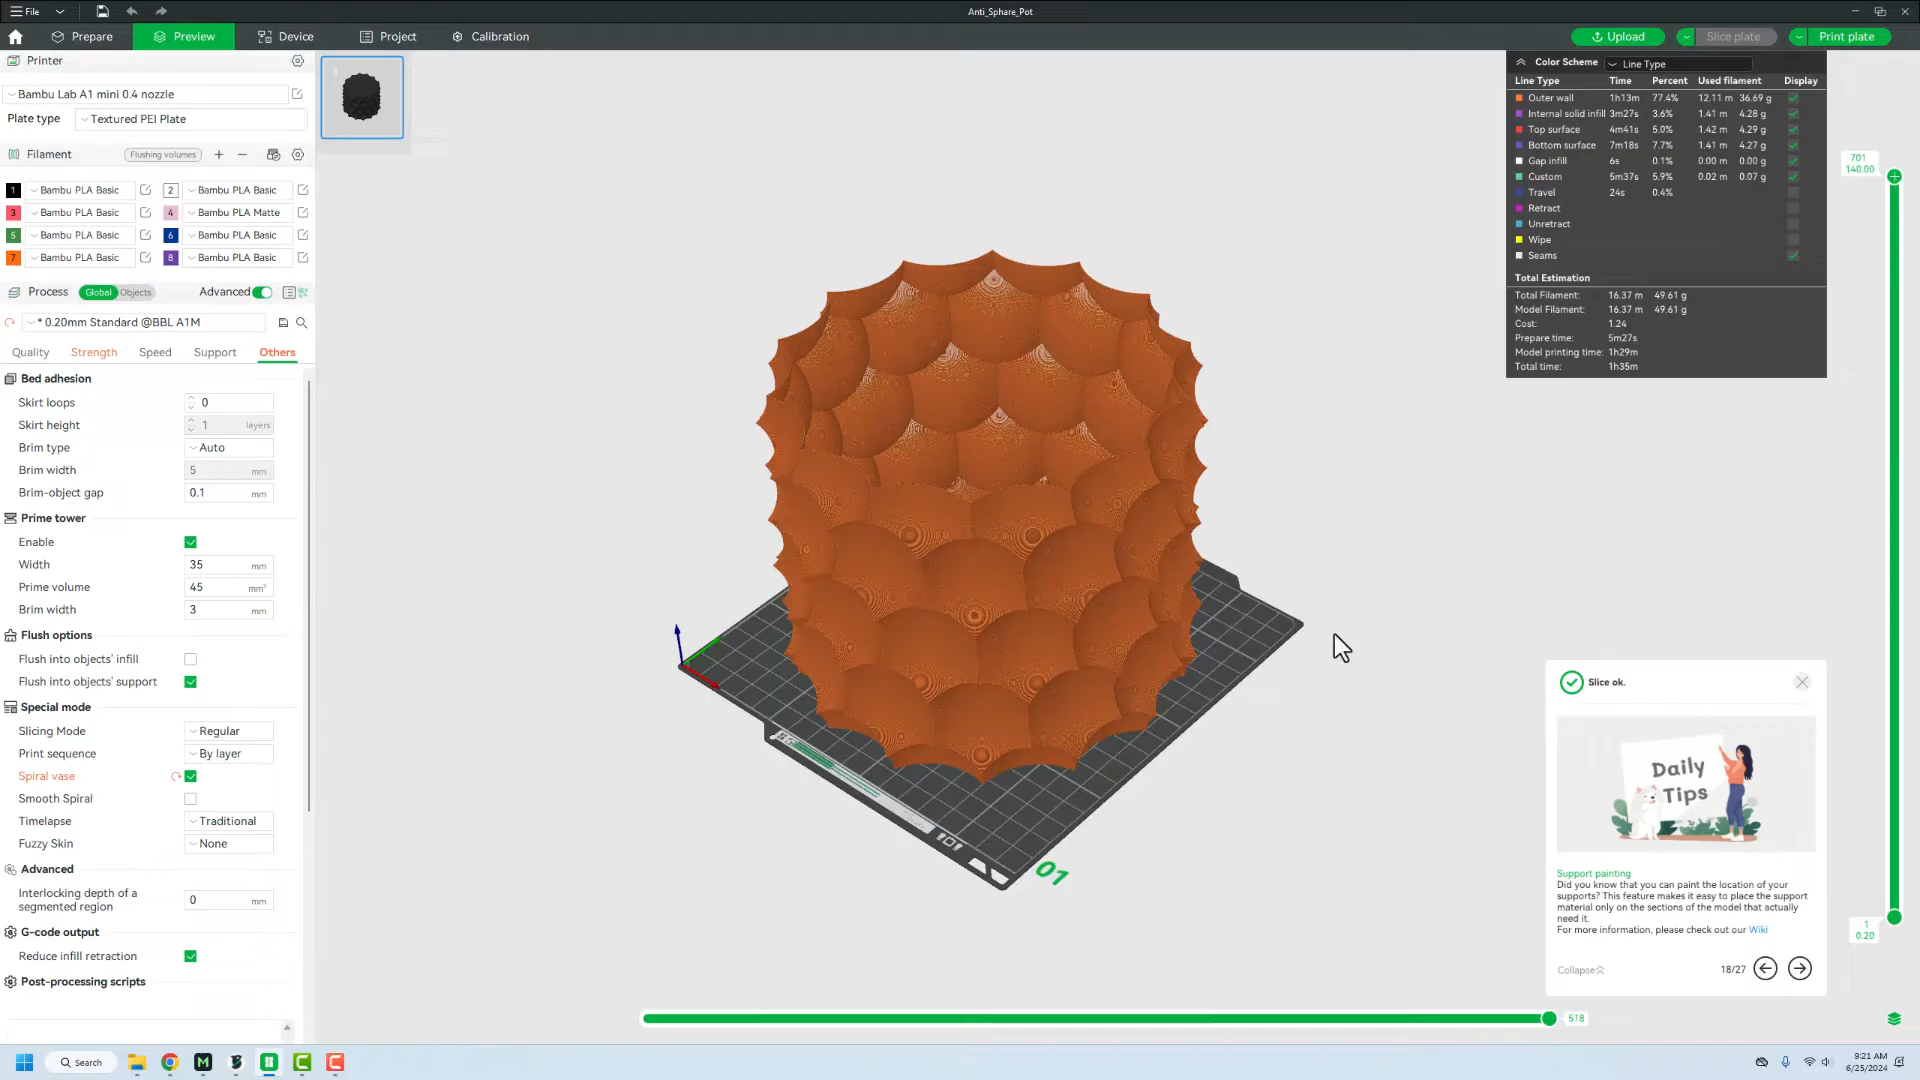 File
Anti_Sphare_Pot
Prepare
Preview
Device
Project
Calibration
Upload
Slice plate
Print plate
Printer
Bambu Lab A1 mini 0.4 nozzle
Plate type
Textured PEI Plate
Filament
Flushing volumes
1 Bambu PLA Basic
2 Bambu PLA Basic
3 Bambu PLA Basic
4 Bambu PLA Matte
5 Bambu PLA Basic
6 Bambu PLA Basic
7 Bambu PLA Basic
8 Bambu PLA Basic
Process
Global
Objects
Advanced
* 0.20mm Standard @BBL A1M
Quality
Strength
Speed
Support
Others
Bed adhesion
Skirt loops 0
Skirt height 1 layers
Brim type Auto
Brim width 5 mm
Brim-object gap 0.1 mm
Prime tower
Enable
Width 35 mm
Prime volume 45 mm³
Brim width 3 mm
Flush options
Flush into objects' infill
Flush into objects' support
Special mode
Slicing Mode Regular
Print sequence By layer
Spiral vase
Smooth Spiral
Timelapse Traditional
Fuzzy Skin None
Advanced
Interlocking depth of a
segmented region 0 mm
G-code output
Reduce infill retraction
Post-processing scripts
Color Scheme Line Type
Line Type Time Percent Used filament Display
Outer wall 1h13m 77.4% 12.11 m 36.69 g
Internal solid infill 3m27s 3.6% 1.41 m 4.28 g
Top surface 4m41s 5.0% 1.42 m 4.29 g
Bottom surface 7m18s 7.7% 1.41 m 4.27 g
Gap infill 6s 0.1% 0.00 m 0.00 g
Custom 5m37s 5.9% 0.02 m 0.07 g
Travel 24s 0.4%
Retract
Unretract
Wipe
Seams
Total Estimation
Total Filament: 16.37 m 49.61 g
Model Filament: 16.37 m 49.61 g
Cost: 1.24
Prepare time: 5m27s
Model printing time: 1h29m
Total time: 1h35m
701
140.00
01
Slice ok.
Daily
Tips
Support painting
Did you know that you can paint the location of your
supports? This feature makes it easy to place the support
material only on the sections of the model that actually
need it.
For more information, please check out our Wiki
Collapse
18/27
1
0.20
518
Search
9:21 AM
6/25/2024